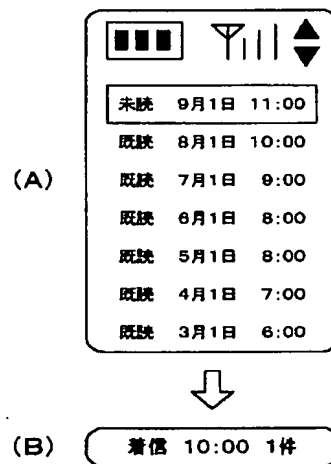 未読 9月1日 11:00
既読 8月1日 10:00
(A)
既読 7月1日 9:00
既読 6月1日 8:00
既読 5月1日 8:00
既読 4月1日 7:00
既読 3月1日 6:00
(B)
着信 10:00 1件